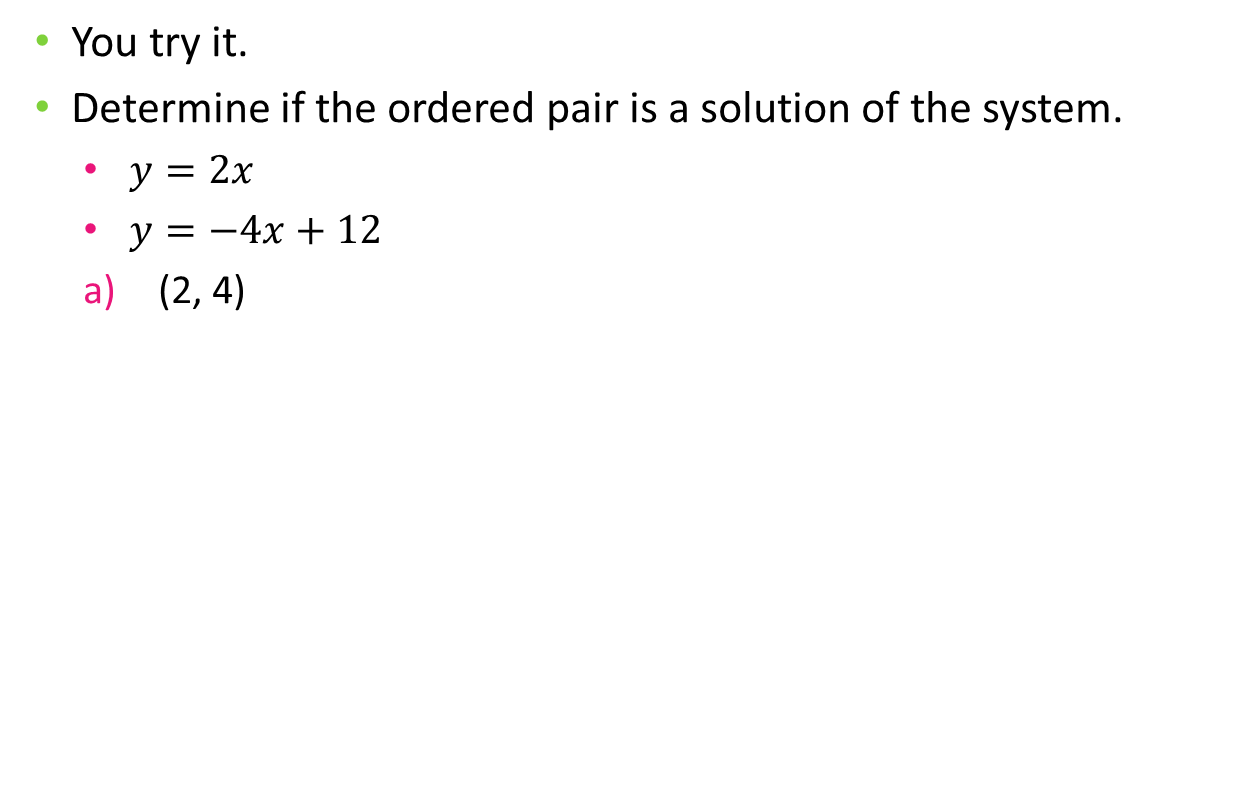 • You try it.
• Determine if the ordered pair is a solution of the system.
• y = 2x
• y = −4x + 12
a) (2, 4)